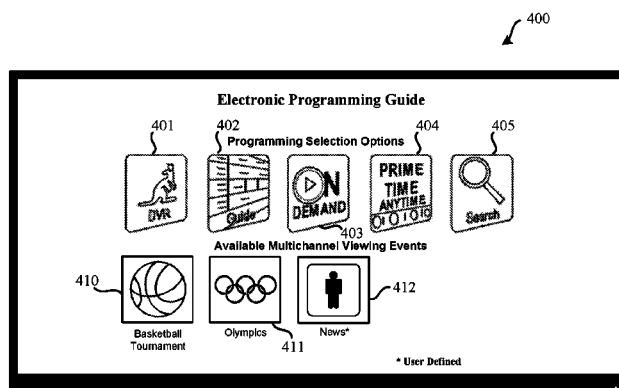 400
Electronic Programming Guide
401 402 404 405
Programming Selection Options
DVR
Guide
ON
DEMAND
PRIME
TIME
ANYTIME
Search
403
Available Multichannel Viewing Events
410
412
Basketball
Tournament
Olympics
411
News*
* User Defined